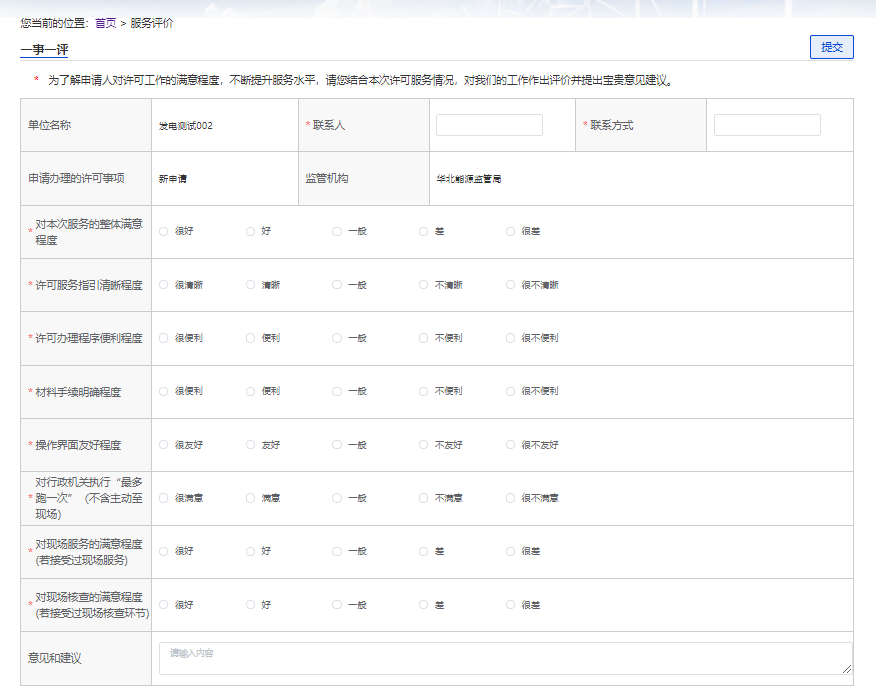 您当前的位置：首页 > 服务评价
一事一评
提交
* 为了解申请人对许可工作的满意程度，不断提升服务水平，请您结合本次许可服务情况，对我们的工作作出评价并提出宝贵意见建议。
单位名称 发电测试002 * 联系人 * 联系方式
申请办理的许可事项 新申请 监管机构 华北能源监管局
* 对本次服务的整体满意
程度
很好 好 一般 差 很差
* 许可服务指引清晰程度 很清晰 清晰 一般 不清晰 很不清晰
* 许可办理程序便利程度 很便利 便利 一般 不便利 很不便利
* 材料手续明确程度 很便利 便利 一般 不便利 很不便利
* 操作界面友好程度 很友好 友好 一般 不友好 很不友好
对行政机关执行“最多
* 跑一次”（不含主动至
现场)
很满意 满意 一般 不满意 很不满意
* 对现场服务的满意程度
(若接受过现场服务)
很好 好 一般 差 很差
* 对现场核查的满意程度
(若接受过现场核查环节)
很好 好 一般 差 很差
意见和建议 请输入内容